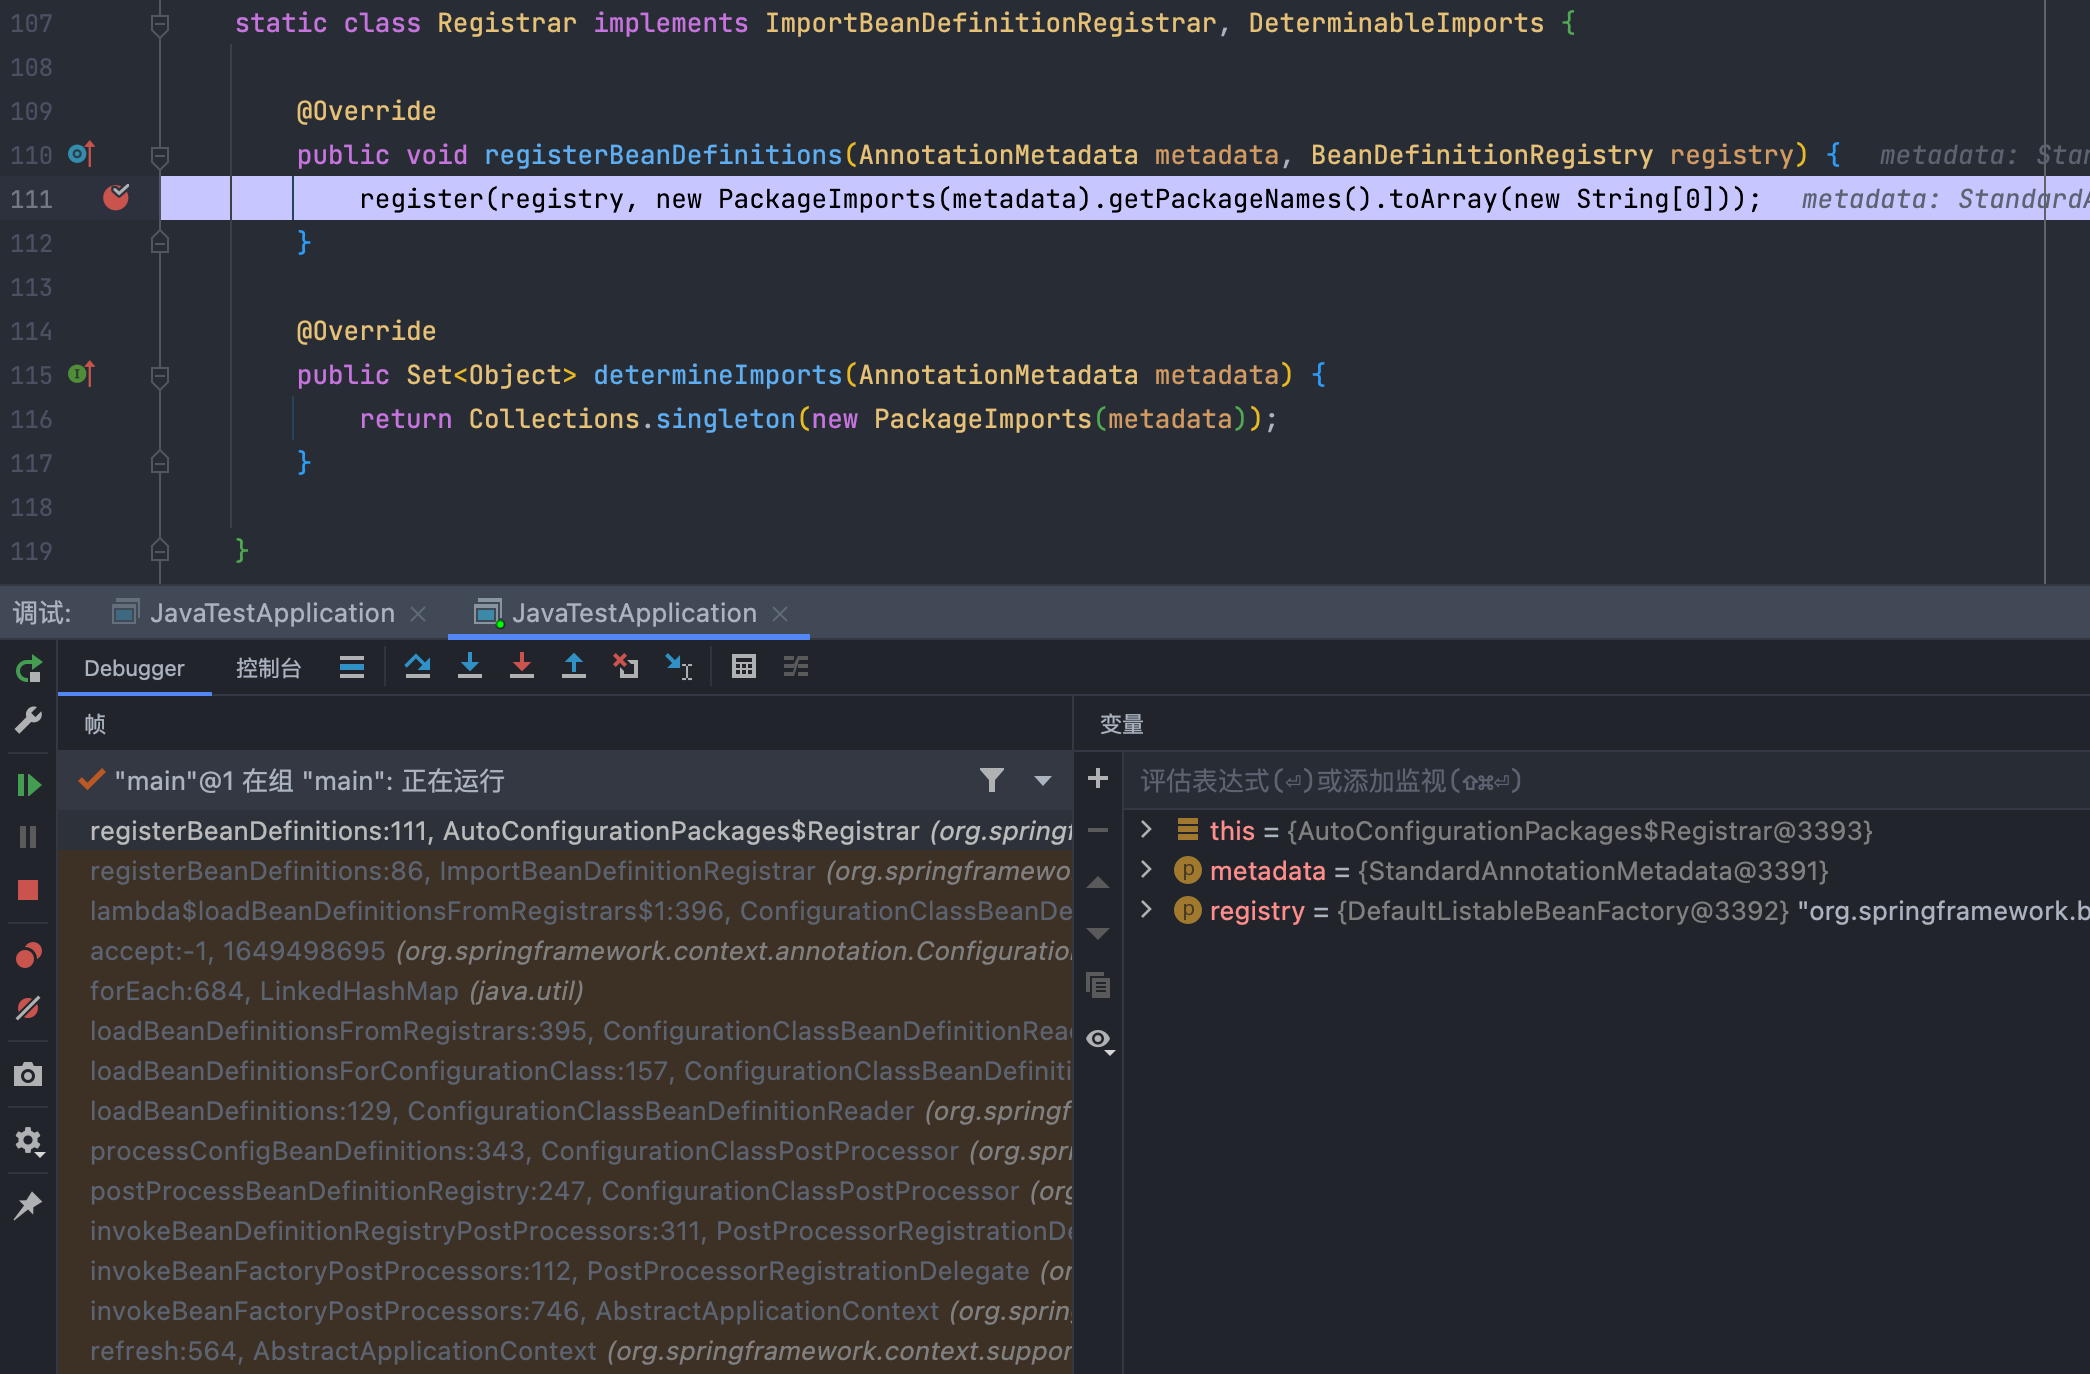 107 static class Registrar implements ImportBeanDefinitionRegistrar, DeterminableImports {
108
109 @Override
110 public void registerBeanDefinitions(AnnotationMetadata metadata, BeanDefinitionRegistry registry) { metadata: Stan
111 register(registry, new PackageImports(metadata).getPackageNames().toArray(new String[0])); metadata: StandardA
112 }
113
114 @Override
115 public Set<Object> determineImports(AnnotationMetadata metadata) {
116 return Collections.singleton(new PackageImports(metadata));
117 }
118
119 }
调试: JavaTestApplication JavaTestApplication
Debugger 控制台
帧 变量
"main"@1 在组 "main": 正在运行
评估表达式(⏎)或添加监视(⇧⌘⏎)
registerBeanDefinitions:111, AutoConfigurationPackages$Registrar (org.springf
registerBeanDefinitions:86, ImportBeanDefinitionRegistrar (org.springframewo
lambda$loadBeanDefinitionsFromRegistrars$1:396, ConfigurationClassBeanDe
accept:-1, 1649498695 (org.springframework.context.annotation.Configuratio
forEach:684, LinkedHashMap (java.util)
loadBeanDefinitionsFromRegistrars:395, ConfigurationClassBeanDefinitionRea
loadBeanDefinitionsForConfigurationClass:157, ConfigurationClassBeanDefiniti
loadBeanDefinitions:129, ConfigurationClassBeanDefinitionReader (org.springf
processConfigBeanDefinitions:343, ConfigurationClassPostProcessor (org.spri
postProcessBeanDefinitionRegistry:247, ConfigurationClassPostProcessor (org
invokeBeanDefinitionRegistryPostProcessors:311, PostProcessorRegistrationDe
invokeBeanFactoryPostProcessors:112, PostProcessorRegistrationDelegate (or
invokeBeanFactoryPostProcessors:746, AbstractApplicationContext (org.spring
refresh:564, AbstractApplicationContext (org.springframework.context.suppor
this = {AutoConfigurationPackages$Registrar@3393}
metadata = {StandardAnnotationMetadata@3391}
registry = {DefaultListableBeanFactory@3392} "org.springframework.b